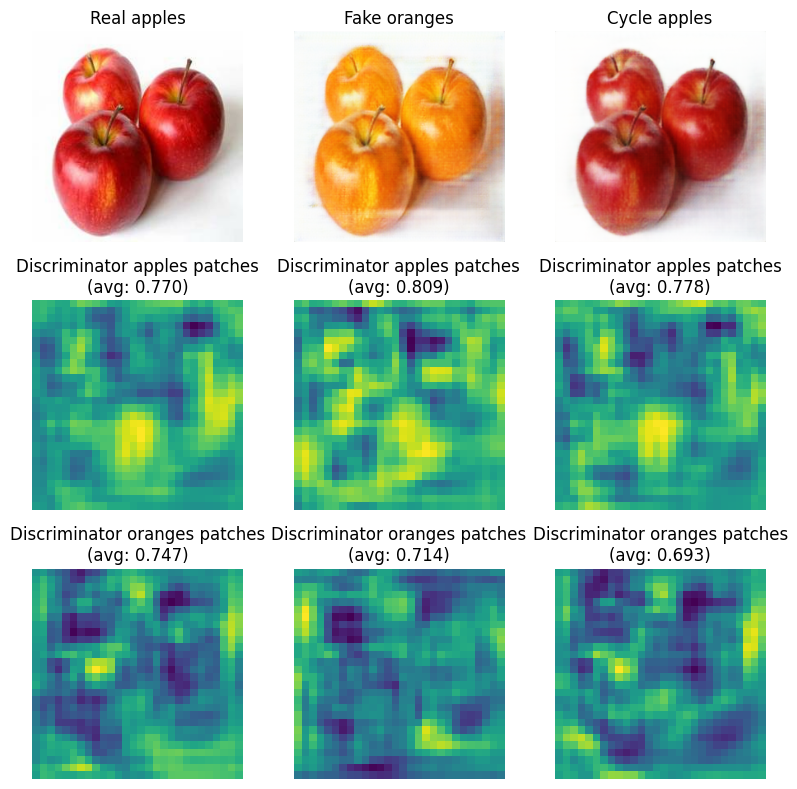 Real apples
Fake oranges
Cycle apples
Discriminator apples patches
(avg: 0.770)
Discriminator apples patches
(avg: 0.809)
Discriminator apples patches
(avg: 0.778)
Discriminator oranges patches
(avg: 0.747)
Discriminator oranges patches
(avg: 0.714)
Discriminator oranges patches
(avg: 0.693)